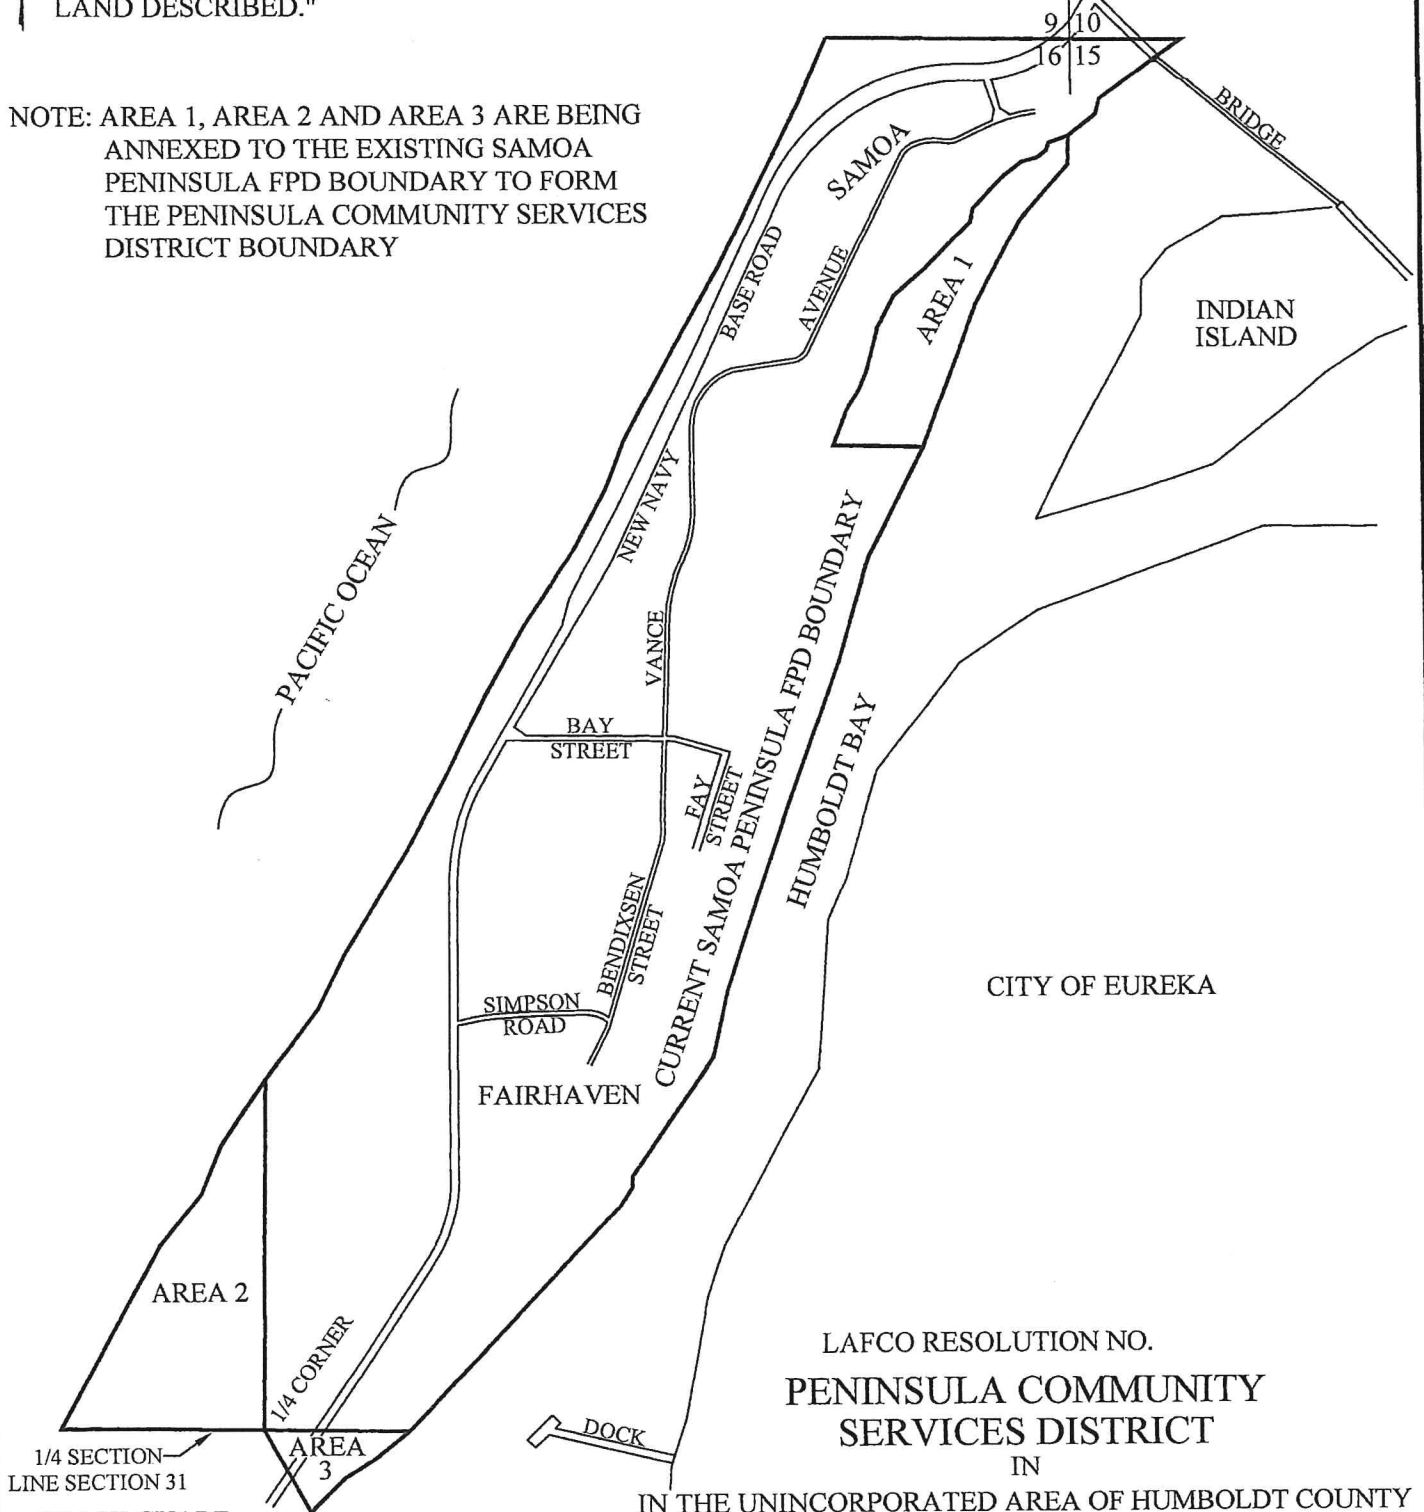 LAND DESCRIBED."
9 10
16 15
NOTE: AREA 1, AREA 2 AND AREA 3 ARE BEING
ANNEXED TO THE EXISTING SAMOA
PENINSULA FPD BOUNDARY TO FORM
THE PENINSULA COMMUNITY SERVICES
DISTRICT BOUNDARY
BRIDGE
SAMOA
BASE ROAD
AVENUE
AREA 1
INDIAN
ISLAND
NEW NAVY
PACIFIC OCEAN
VANCE
BAY
STREET
FAY
STREET
CURRENT SAMOA PENINSULA FPD BOUNDARY
HUMBOLDT BAY
BENDIXSEN
STREET
SIMPSON
ROAD
CITY OF EUREKA
FAIRHAVEN
AREA 2
1/4 CORNER
AREA
3
1/4 SECTION
LINE SECTION 31
DOCK
LAFCO RESOLUTION NO.
PENINSULA COMMUNITY
SERVICES DISTRICT
IN
IN THE UNINCORPORATED AREA OF HUMBOLDT COUNTY